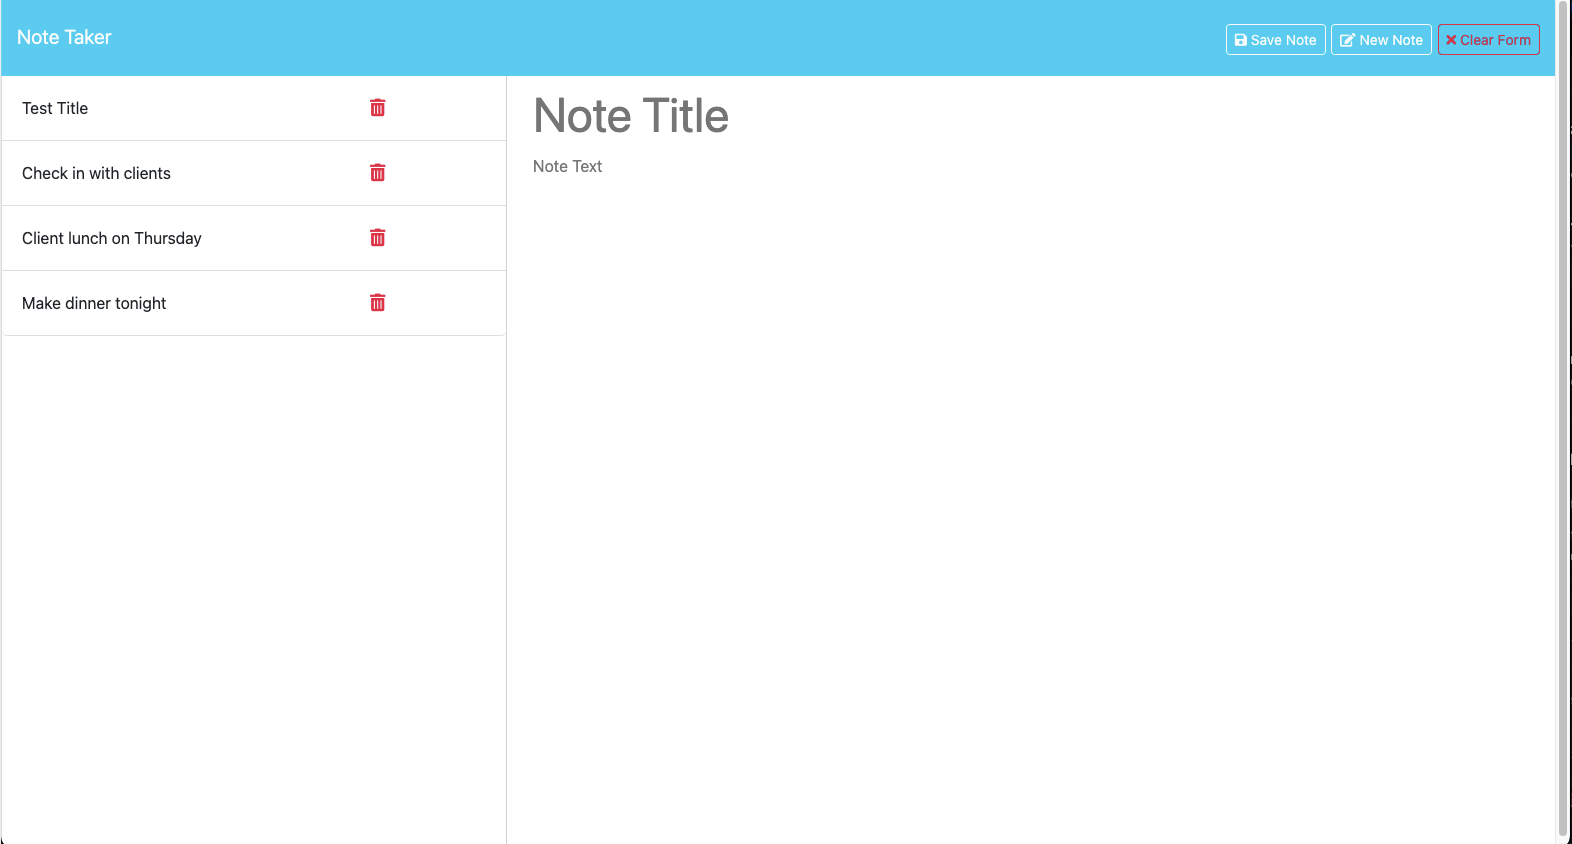 Note Taker
Save Note
New Note
Clear Form
Test Title
Check in with clients
Client lunch on Thursday
Make dinner tonight
Note Title
Note Text